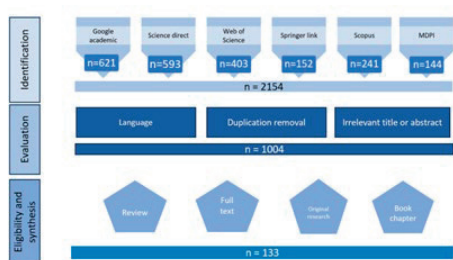 Google
academic
Science direct
Web of
Science
Springer link
Scopus
MDPI
n=621
n=593
n=403
n=152
n=241
n=144
n = 2154
Identification
Language
Duplication removal
Irrelevant title or abstract
n = 1004
Evaluation
Review
Full
text
Original
research
Book
chapter
n = 133
Eligibility and
synthesis